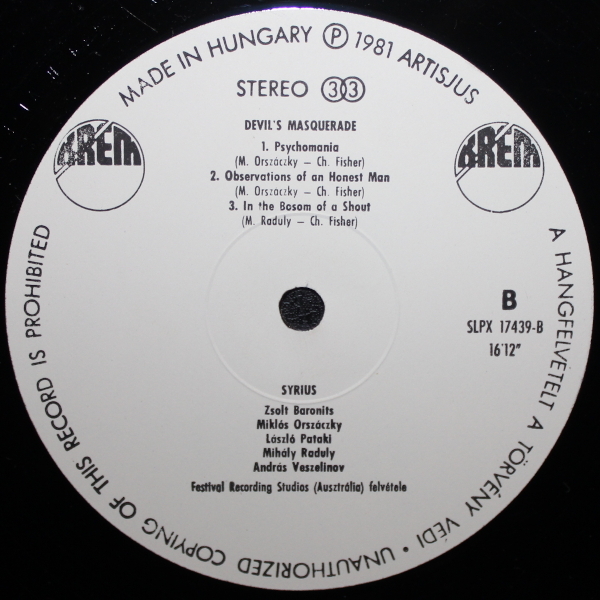 MADE IN HUNGARY Ⓟ 1981 ARTISJUS
STEREO 33
DEVIL'S MASQUERADE
KRÉM
KRÉM
1. Psychomania
(M. Orszáczky – Ch. Fisher)
2. Observations of an Honest Man
(M. Orszáczky – Ch. Fisher)
3. In the Bosom of a Shout
(M. Raduly – Ch. Fisher)
B
SLPX 17439-B
16'12"
SYRIUS
Zsolt Baronits
Miklós Orszáczky
László Pataki
Mihály Raduly
András Veszelinov
Festival Recording Studios (Ausztrália) felvétele
A HANGFELVÉTELT A TÖRVÉNY VÉDI • UNAUTHORIZED COPYING OF THIS RECORD IS PROHIBITED